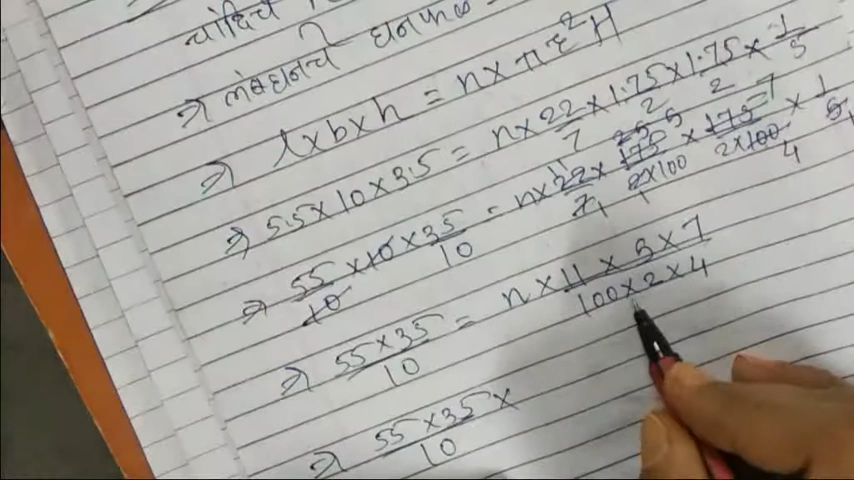 चांदीचे
लंबघनाचे घनफळ
⇒ l×b×h = n×πr²H
⇒ 5.5×10×3.5 = n×22/7×1.75/2×1.75/2×1/5
⇒ 55/10×10×35/10 = n×22/7×175/2×100×175/2×100×1/5
⇒ 55×35/10 = n×11×5×7/100×2×4
⇒ 55×35×/10